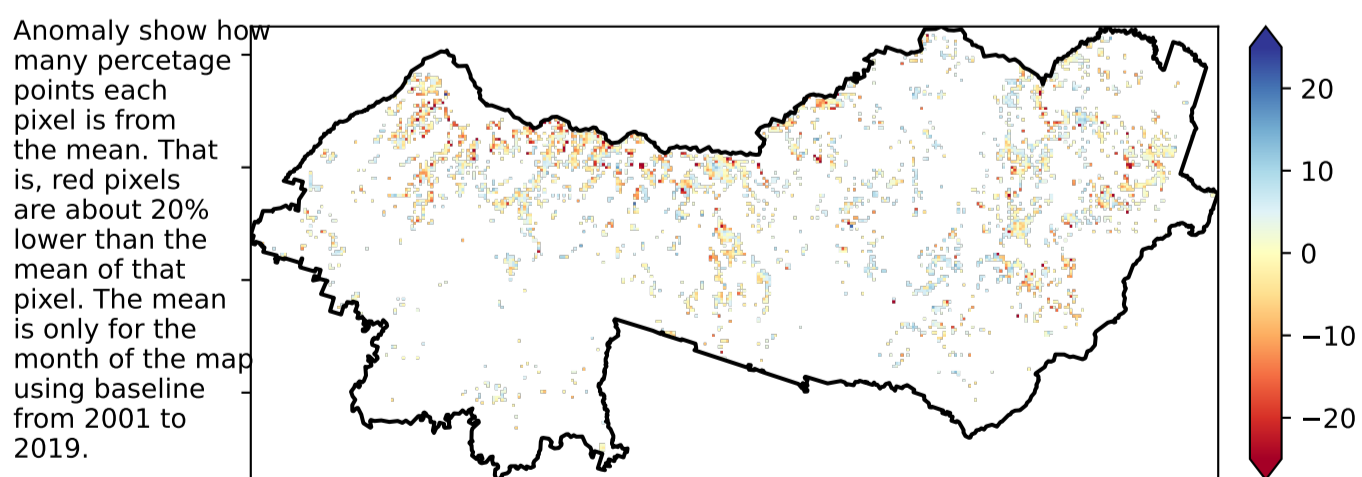 Anomaly show how
many percetage
points each
pixel is from
the mean. That
is, red pixels
are about 20%
lower than the
mean of that
pixel. The mean
is only for the
month of the map
using baseline
from 2001 to
2019.
20
10
0
−10
−20